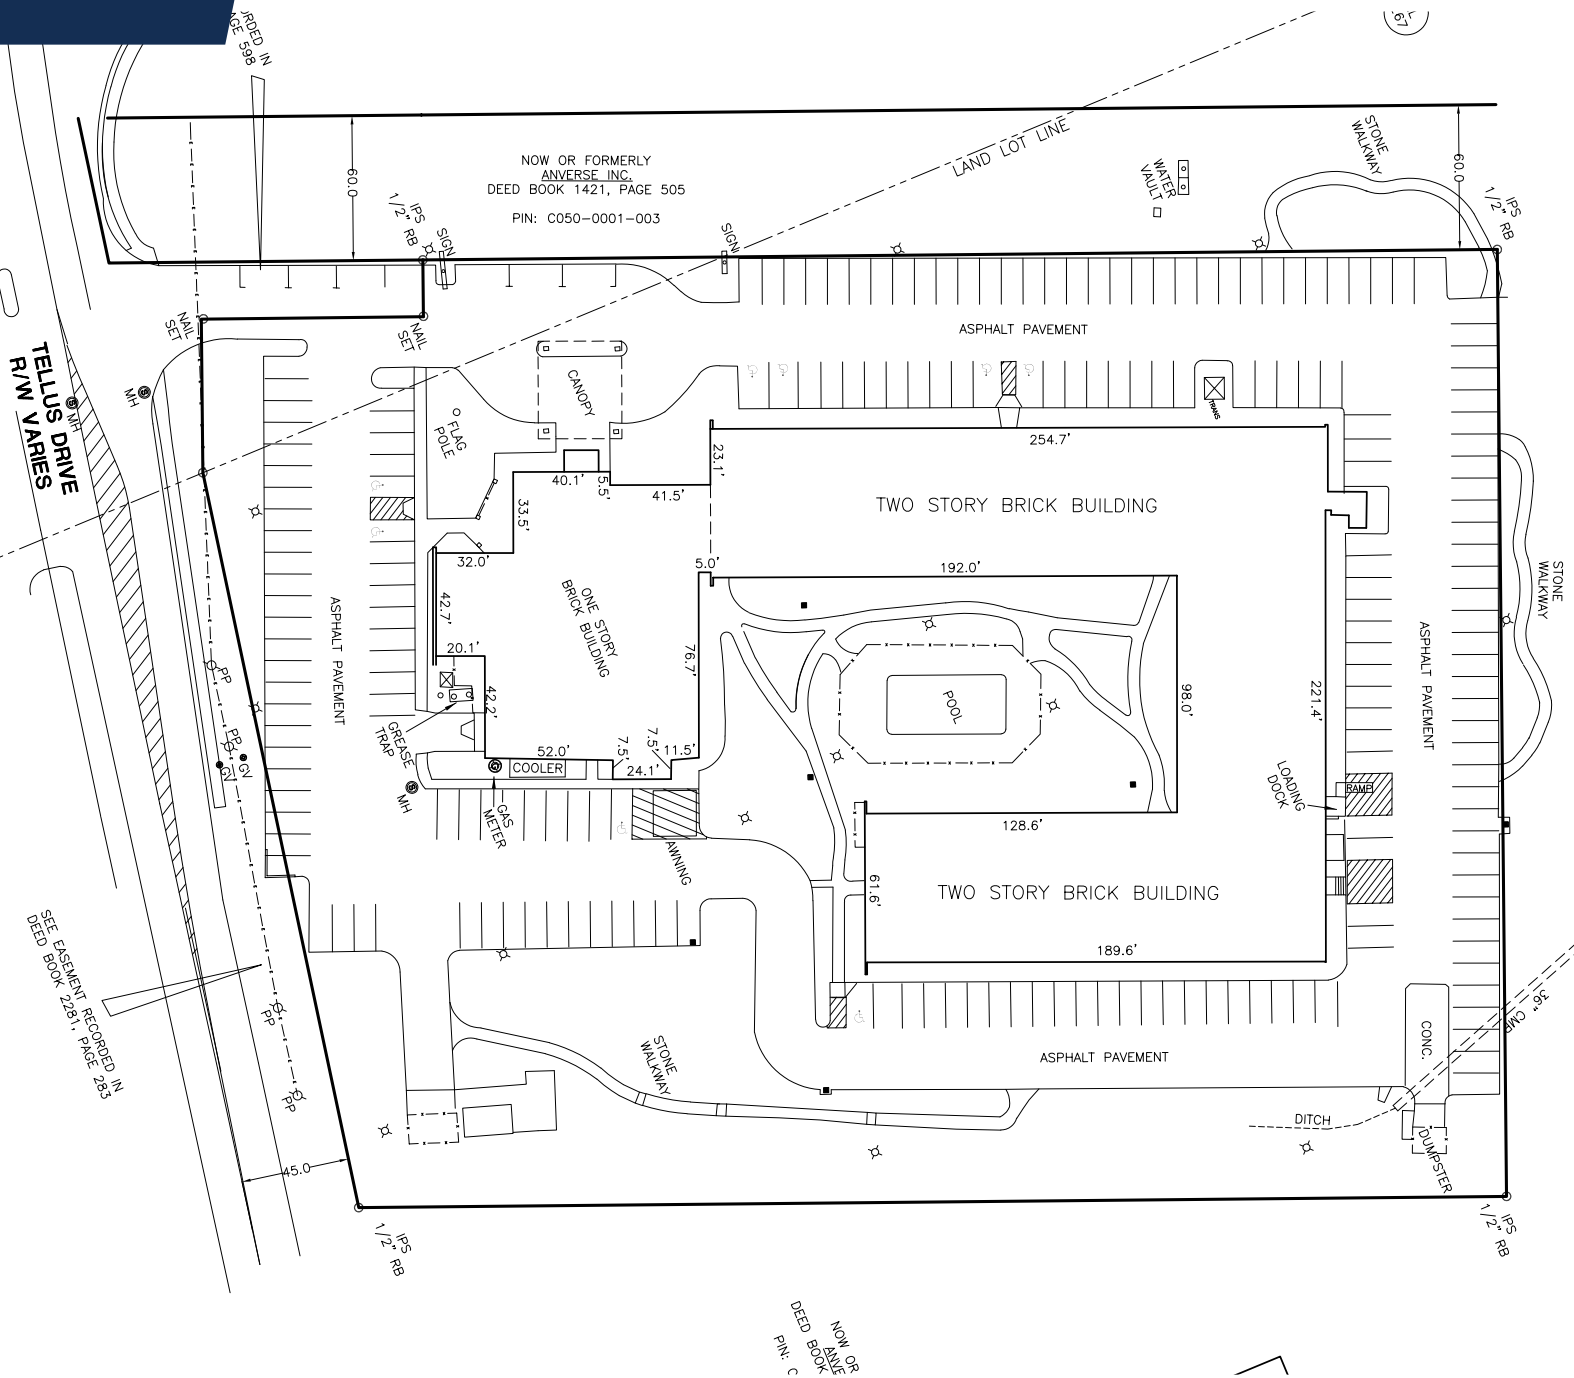 RDED IN
GE 598
67
60.0
NOW OR FORMERLY
ANVERSE INC.
DEED BOOK 1421, PAGE 505
PIN: C050-0001-003
LAND LOT LINE
WATER
VAULT
STONE
WALKWAY
60.0
IPS
1/2" RB
IPS
1/2" RB
SIGN
SIGN
NAIL
SET
NAIL
SET
ASPHALT PAVEMENT
TELLUS DRIVE
R/W VARIES
MH
MH
CANOPY
FLAG
POLE
TRANS
23.1'
254.7'
40.1'
5.5'
41.5'
33.5'
TWO STORY BRICK BUILDING
32.0'
5.0'
192.0'
STONE
WALKWAY
42.7'
ONE STORY
BRICK BUILDING
ASPHALT PAVEMENT
20.1'
76.7'
42.2'
POOL
98.0'
221.4'
ASPHALT PAVEMENT
PP
PP
GV
GV
GREASE
TRAP
52.0'
7.5'
7.5'
11.5'
24.1'
COOLER
MH
GAS
METER
LOADING
DOCK
RAMP
128.6'
AWNING
61.6'
TWO STORY BRICK BUILDING
189.6'
SEE EASEMENT RECORDED IN
DEED BOOK 2281, PAGE 283
PP
PP
STONE
WALKWAY
ASPHALT PAVEMENT
CONC.
36" CMP
DITCH
DUMPSTER
45.0
IPS
1/2" RB
IPS
1/2" RB
NOW OR
ANVE
DEED BOOK
PIN: C